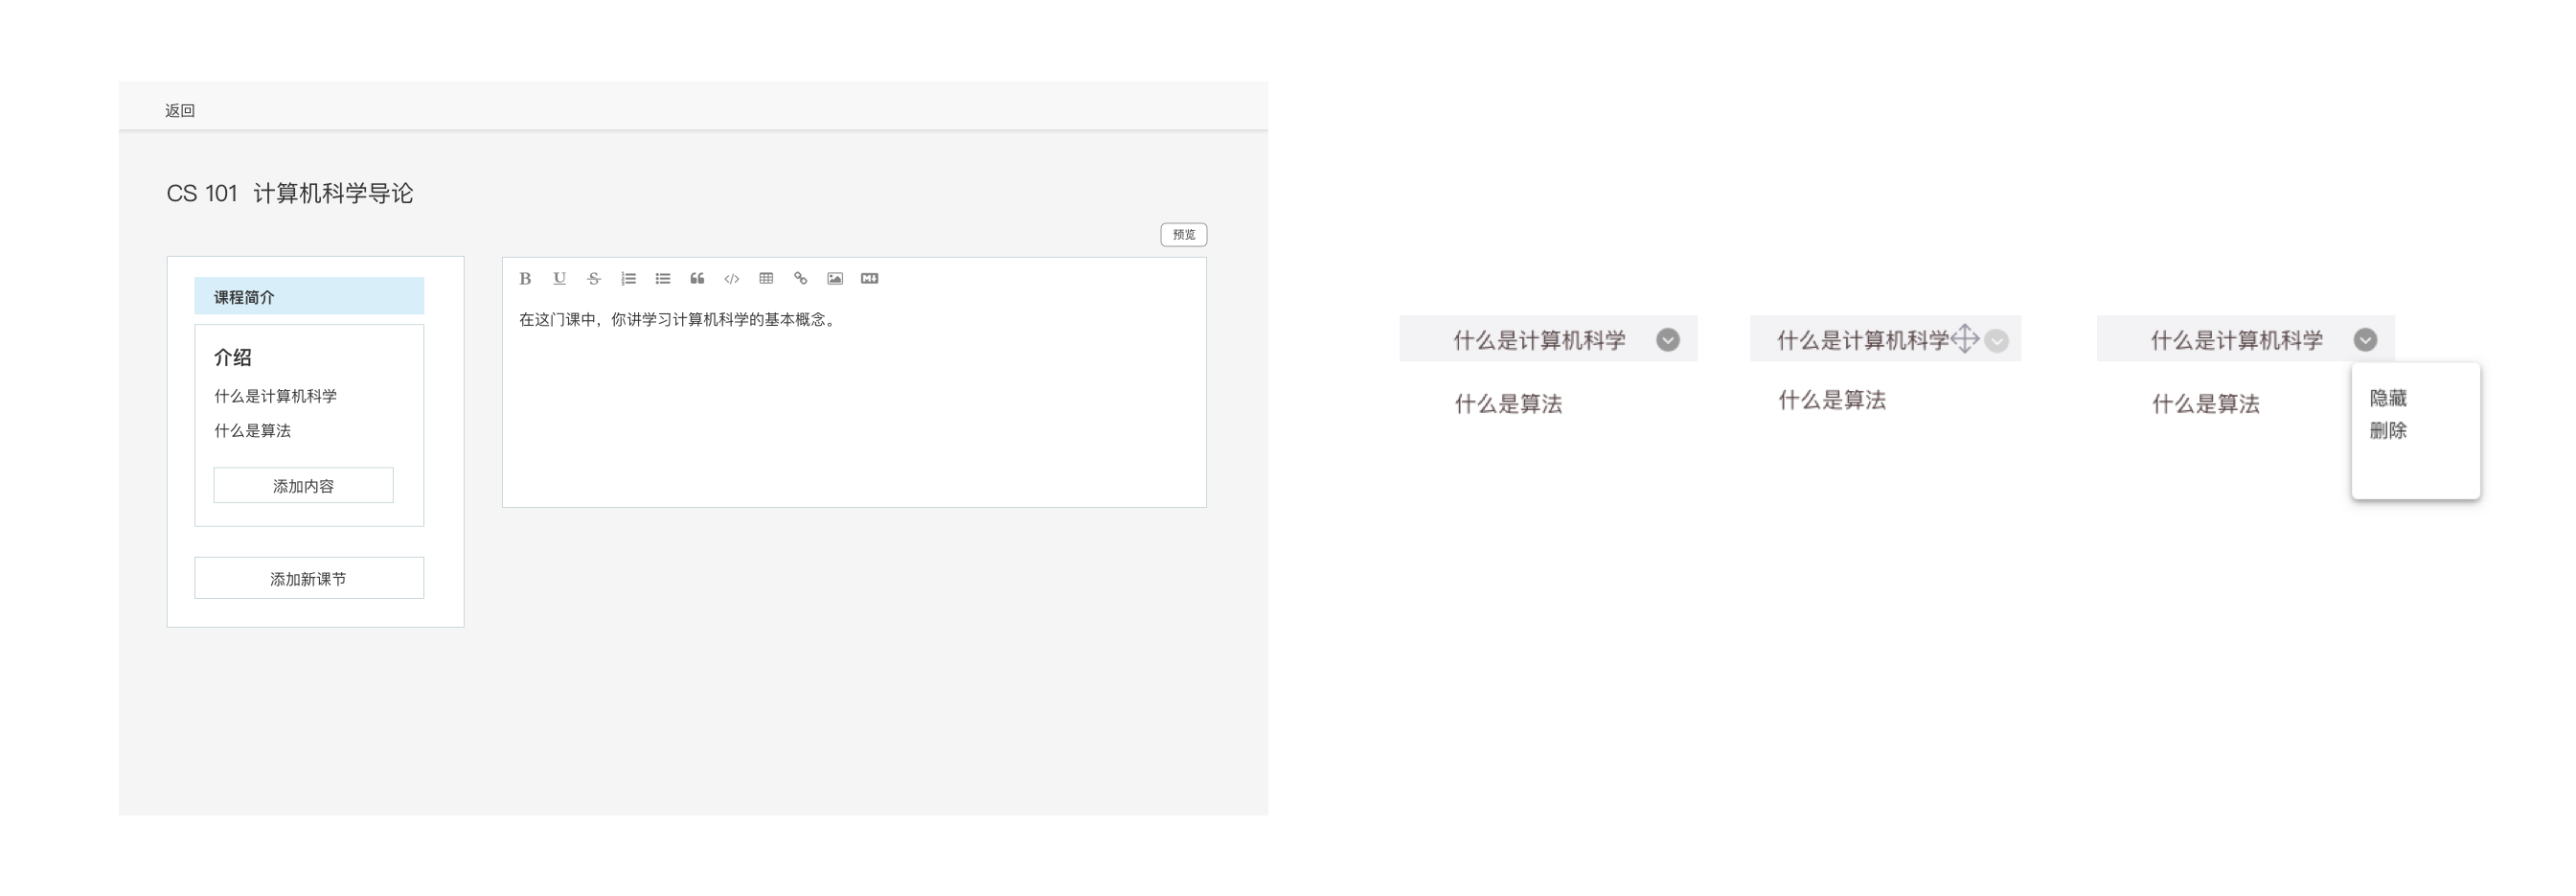 返回
CS 101 计算机科学导论
预览
课程简介
介绍
什么是计算机科学
什么是算法
添加内容
添加新课节
B U S
在这门课中，你讲学习计算机科学的基本概念。
什么是计算机科学
什么是算法
什么是计算机科学
什么是算法
什么是计算机科学
什么是算法
隐藏
删除